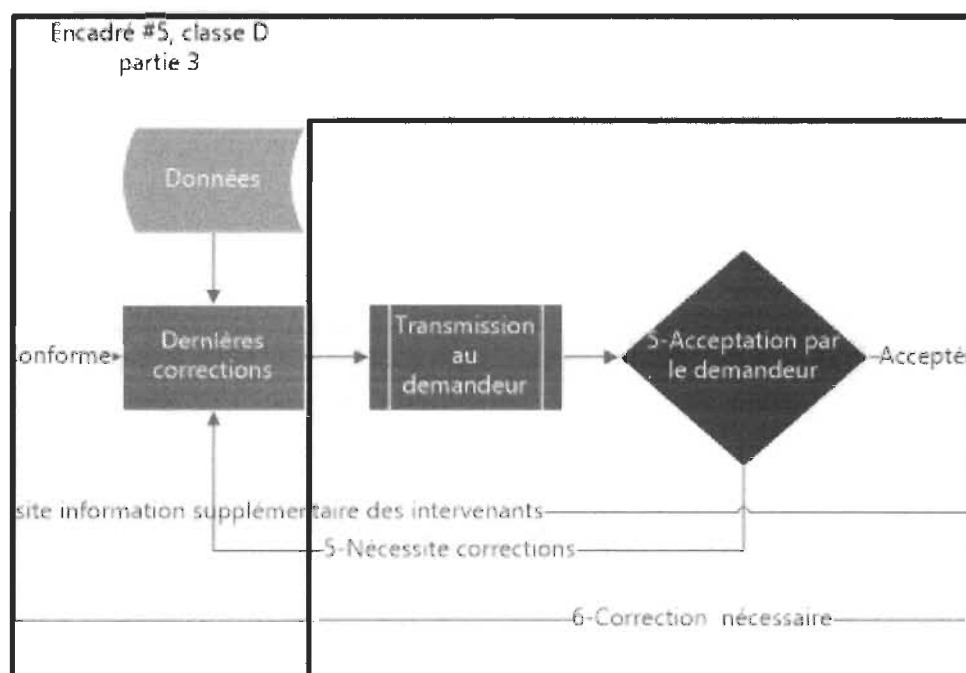 Encadré #5, classe D
partie 3
Données
onforme
Dernières
corrections
Transmission
au
demandeur
5-Acceptation par
le demandeur
Accepté
site information supplémentaire des intervenants
5-Nécessite corrections
6-Correction nécessaire